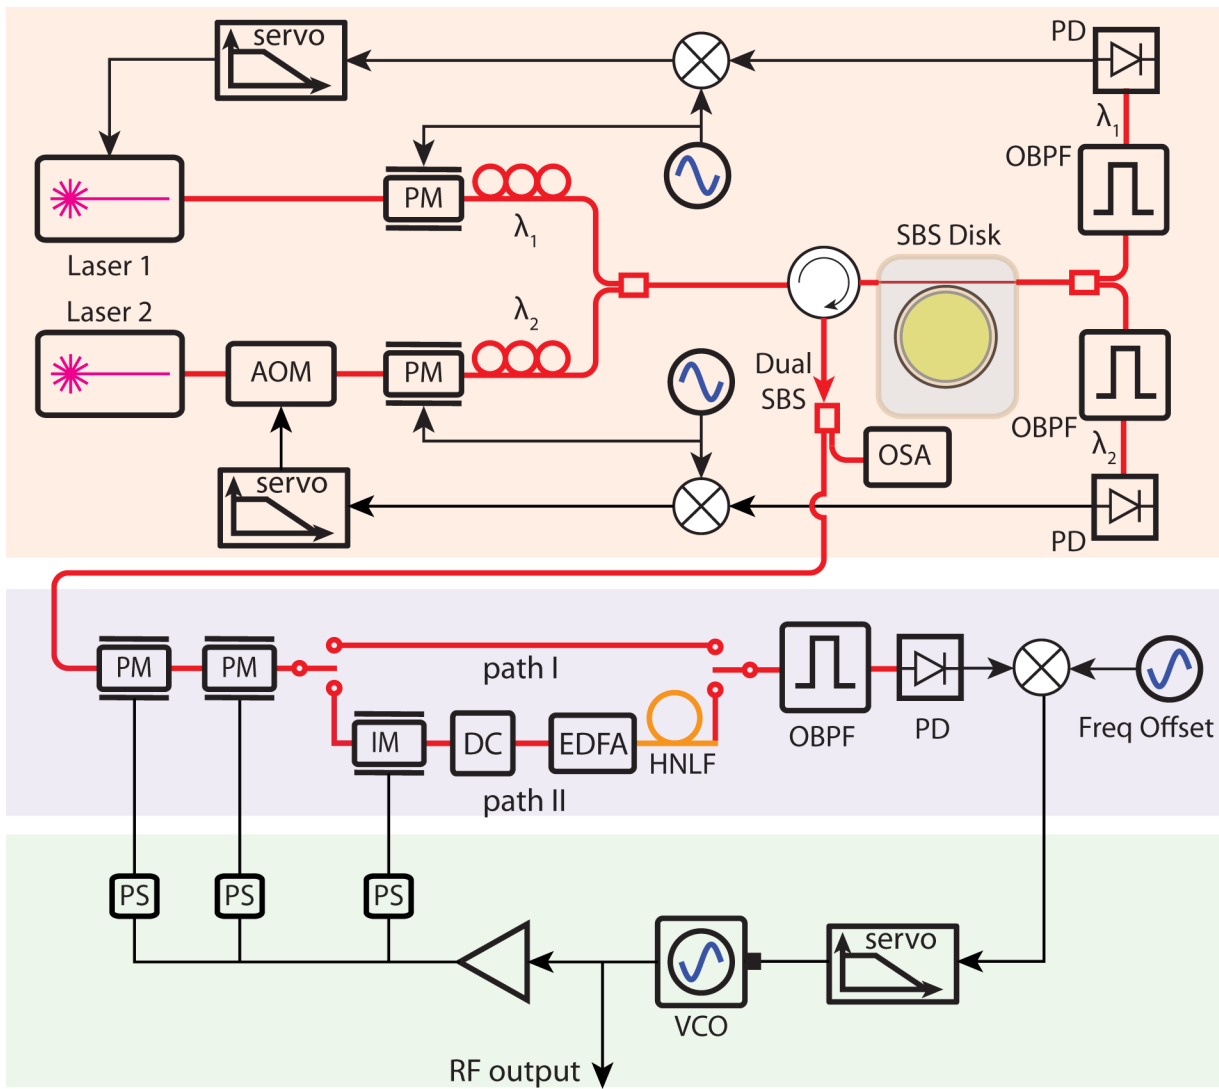 servo
PD
λ1
OBPF
PM
λ1
SBS Disk
Laser 1
Laser 2
λ2
AOM
PM
Dual
SBS
OBPF
λ2
OSA
servo
PD
PM
PM
path I
IM
DC
EDFA
HNLF
path II
OBPF
PD
Freq Offset
PS
PS
PS
servo
VCO
RF output